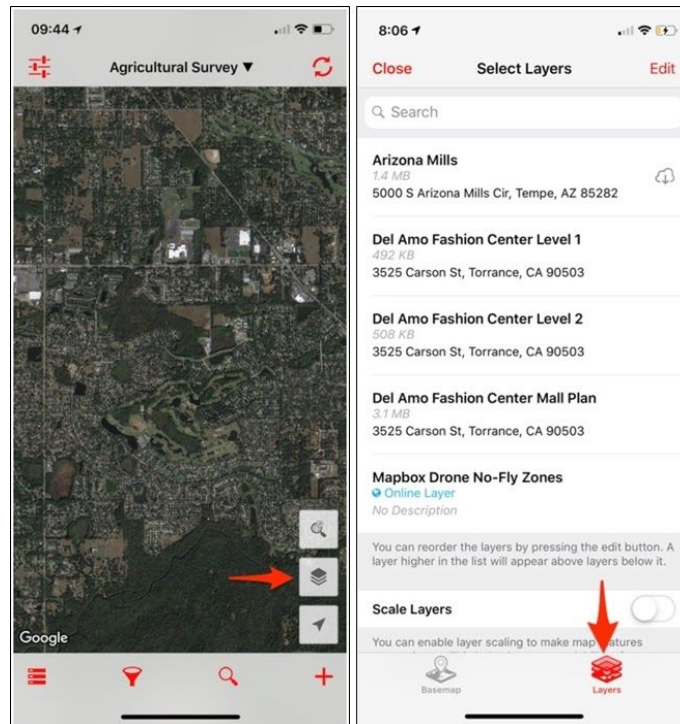 09:44
Agricultural Survey ▼
Google
8:06
Close
Select Layers
Edit
Search
Arizona Mills
1.4 MB
5000 S Arizona Mills Cir, Tempe, AZ 85282
Del Amo Fashion Center Level 1
492 KB
3525 Carson St, Torrance, CA 90503
Del Amo Fashion Center Level 2
508 KB
3525 Carson St, Torrance, CA 90503
Del Amo Fashion Center Mall Plan
3.1 MB
3525 Carson St, Torrance, CA 90503
Mapbox Drone No-Fly Zones
Online Layer
No Description
You can reorder the layers by pressing the edit button. A
layer higher in the list will appear above layers below it.
Scale Layers
You can enable layer scaling to make map features
Basemap
Layers